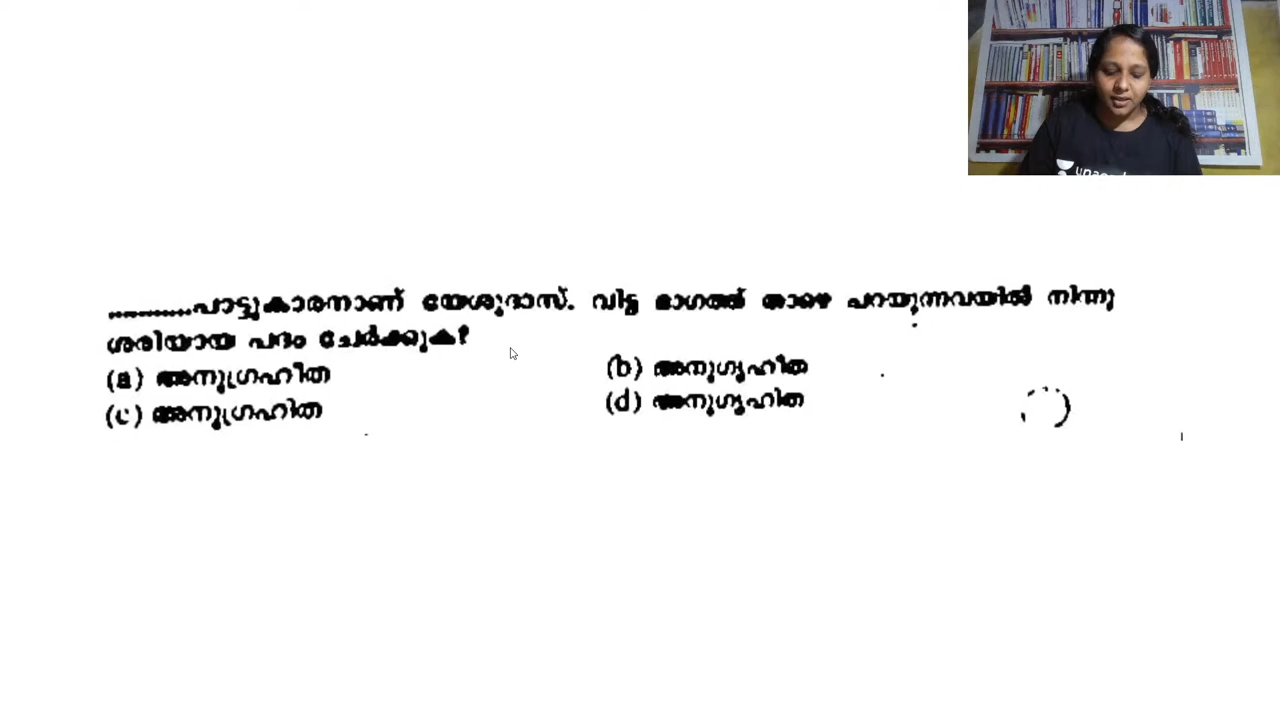 ...........പാട്ടുകാരനാണ് യേശുദാസ്. വിട്ട ഭാഗത്ത് താഴെ പറയുന്നവയിൽ നിന്നു
ശരിയായ പദം ചേർക്കുക?
(a) അനുഗ്രഹീത
(b) അനുഗൃഹീത
(c) അനുഗ്രഹിത
(d) അനുഗൃഹിത